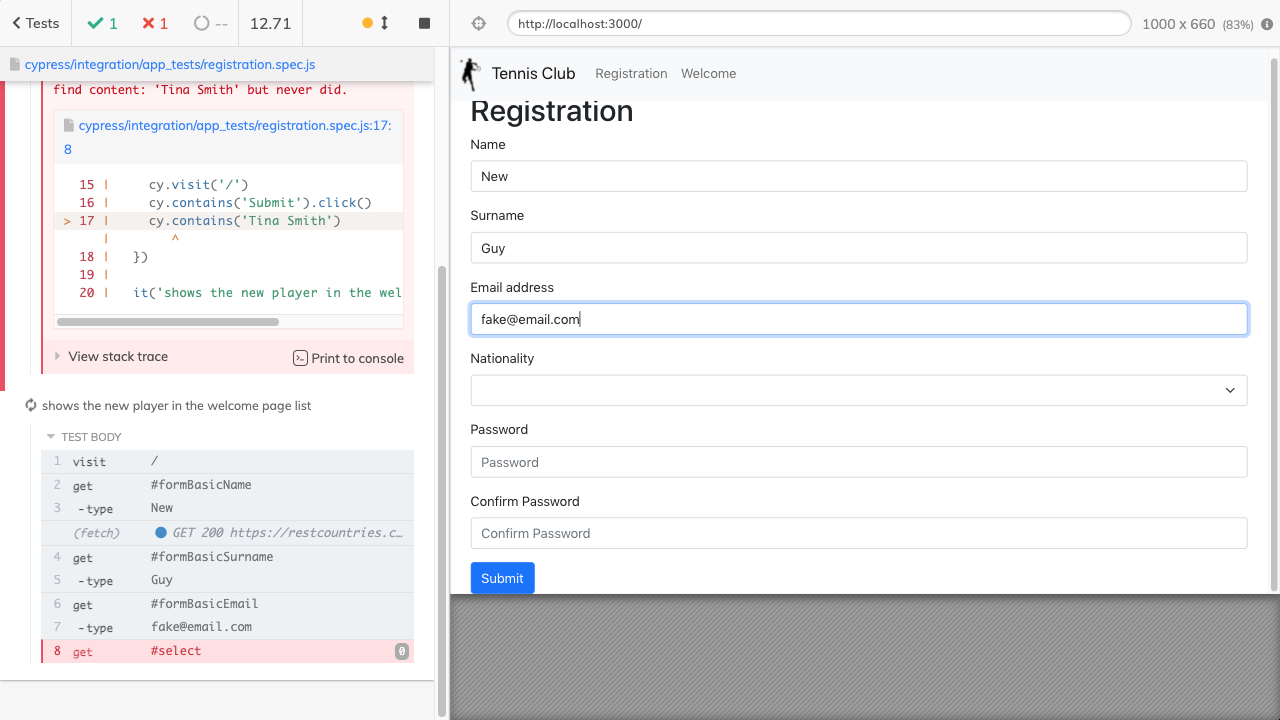 Tests
1
1
--
12.71
http://localhost:3000/
1000 x 660 (83%)
cypress/integration/app_tests/registration.spec.js
find content: 'Tina Smith' but never did.
cypress/integration/app_tests/registration.spec.js:17:
8
15 | cy.visit('/')
16 | cy.contains('Submit').click()
> 17 | cy.contains('Tina Smith')
| ^
18 | })
19 |
20 | it('shows the new player in the wel
View stack trace
Print to console
shows the new player in the welcome page list
TEST BODY
1 visit /
2 get #formBasicName
3 -type New
(fetch) GET 200 https://restcountries.c…
4 get #formBasicSurname
5 -type Guy
6 get #formBasicEmail
7 -type fake@email.com
8 get #select 0
Tennis Club
Registration
Welcome
Registration
Name
New
Surname
Guy
Email address
fake@email.com
Nationality
Password
Password
Confirm Password
Confirm Password
Submit